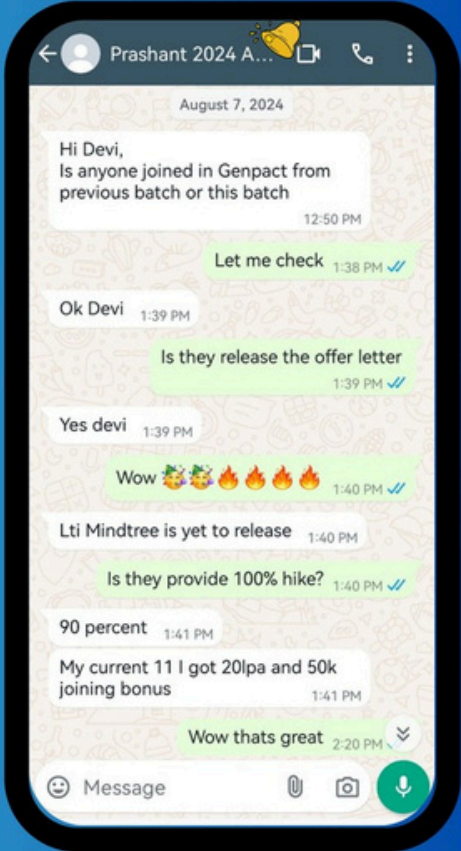 Prashant 2024 A...
August 7, 2024
Hi Devi,
Is anyone joined in Genpact from
previous batch or this batch
12:50 PM
Let me check 1:38 PM
Ok Devi 1:39 PM
Is they release the offer letter
1:39 PM
Yes devi 1:39 PM
Wow 🥳🥳🔥🔥🔥🔥 1:40 PM
Lti Mindtree is yet to release 1:40 PM
Is they provide 100% hike? 1:40 PM
90 percent 1:41 PM
My current 11 I got 20lpa and 50k
joining bonus 1:41 PM
Wow thats great 2:20 PM
Message